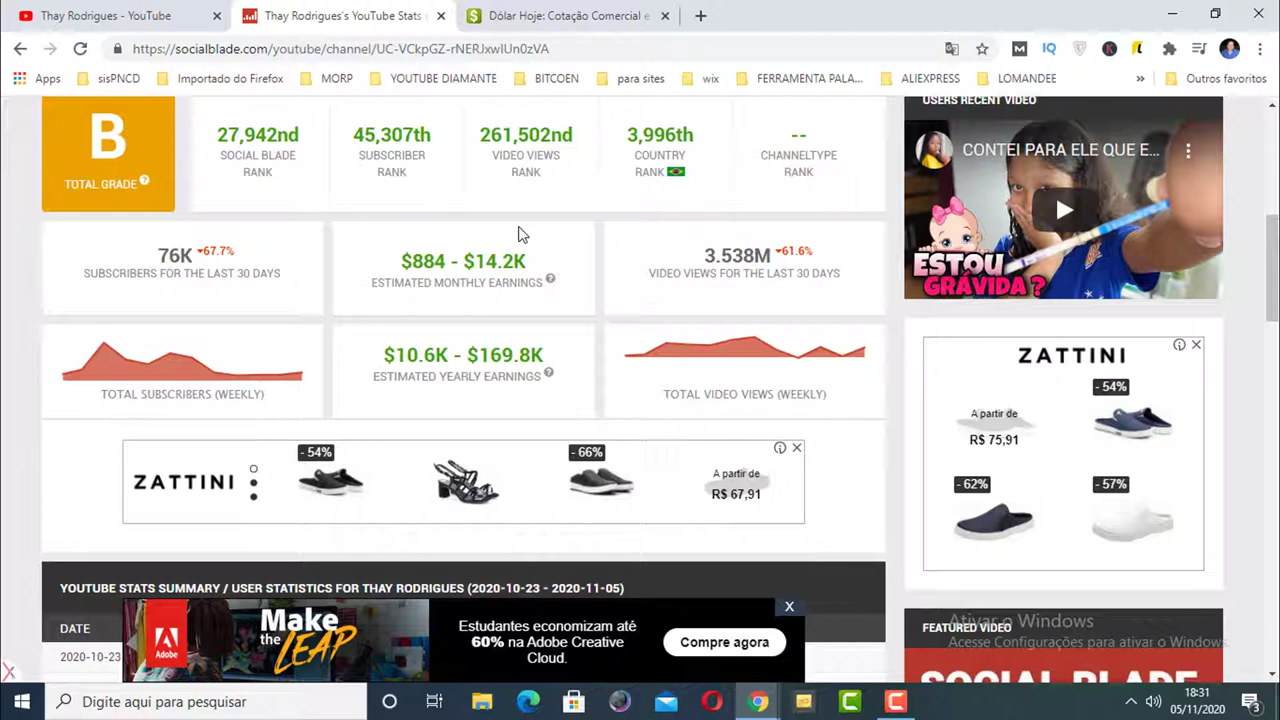 Thay Rodrigues - YouTube
Thay Rodrigues's YouTube Stats
Dólar Hoje: Cotação Comercial e
https://socialblade.com/youtube/channel/UC-VCkpGZ-rNERJxwIUn0zVA
Apps
sisPNCD
Importado do Firefox
MORP
YOUTUBE DIAMANTE
BITCOEN
para sites
wix
FERRAMENTA PALA...
ALIEXPRESS
LOMANDEE
»
Outros favoritos
B
TOTAL GRADE
27,942nd
SOCIAL BLADE
RANK
45,307th
SUBSCRIBER
RANK
261,502nd
VIDEO VIEWS
RANK
3,996th
COUNTRY
RANK
--
CHANNELTYPE
RANK
76K -67.7%
SUBSCRIBERS FOR THE LAST 30 DAYS
$884 - $14.2K
ESTIMATED MONTHLY EARNINGS
3.538M -61.6%
VIDEO VIEWS FOR THE LAST 30 DAYS
TOTAL SUBSCRIBERS (WEEKLY)
$10.6K - $169.8K
ESTIMATED YEARLY EARNINGS
TOTAL VIDEO VIEWS (WEEKLY)
ZATTINI
- 54%
- 66%
A partir de
R$ 67,91
YOUTUBE STATS SUMMARY / USER STATISTICS FOR THAY RODRIGUES (2020-10-23 - 2020-11-05)
DATE
2020-10-23
Adobe
Make
the LEAP
Estudantes economizam até
60% na Adobe Creative
Cloud.
Compre agora
X
USERS RECENT VIDEO
CONTEI PARA ELE QUE E...
ESTOU
GRÁVIDA ?
ZATTINI
A partir de
R$ 75,91
- 54%
- 62%
- 57%
FEATURED VIDEO
Ativar o Windows
Acesse Configurações para ativar o Windows.
SOCIAL BLADE
Digite aqui para pesquisar
18:31
05/11/2020
3